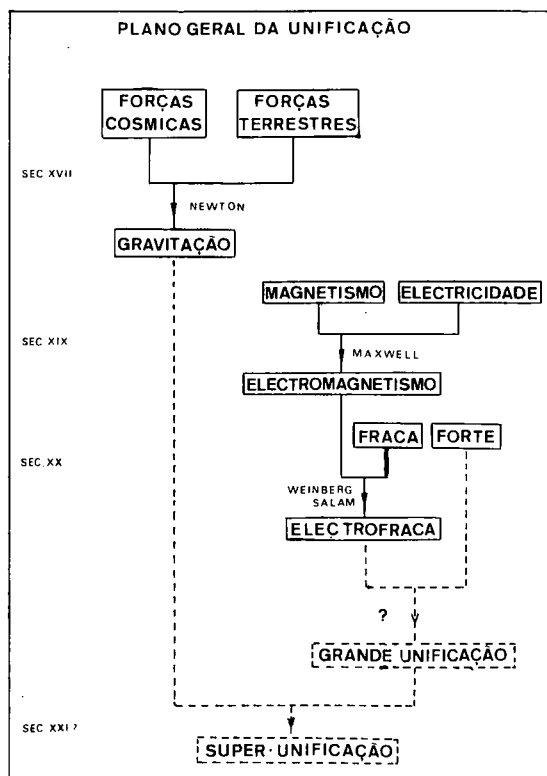 PLANO GERAL DA UNIFICAÇÃO
FORÇAS
COSMICAS
FORÇAS
TERRESTRES
SEC XVII
NEWTON
GRAVITAÇÃO
MAGNETISMO
ELECTRICIDADE
SEC XIX
MAXWELL
ELECTROMAGNETISMO
FRACA
FORTE
SEC. XX
WEINBERG
SALAM
ELEÇTROFRACA
?
GRANDE UNIFICAÇÃO
SEC XXI ?
SUPER·UNIFICAÇÃO